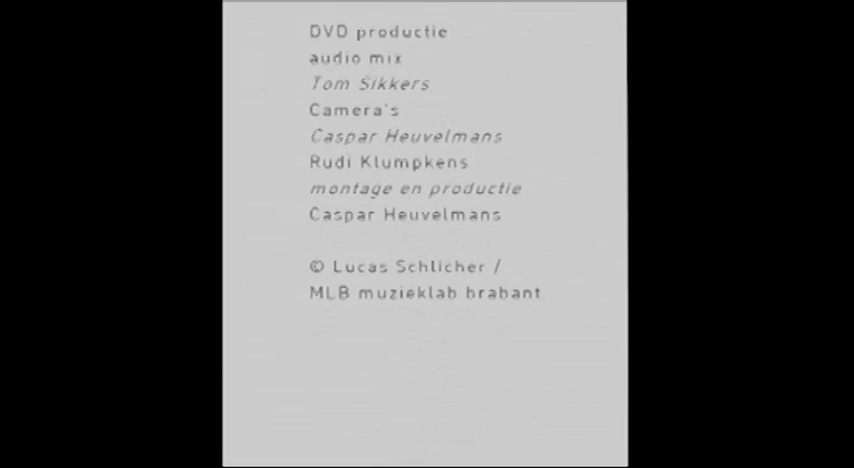 DVD productie
audio mix
Tom Sikkers
Camera's
Caspar Heuvelmans
Rudi Klumpkens
montage en productie
Caspar Heuvelmans
© Lucas Schlicher /
MLB muzieklab brabant